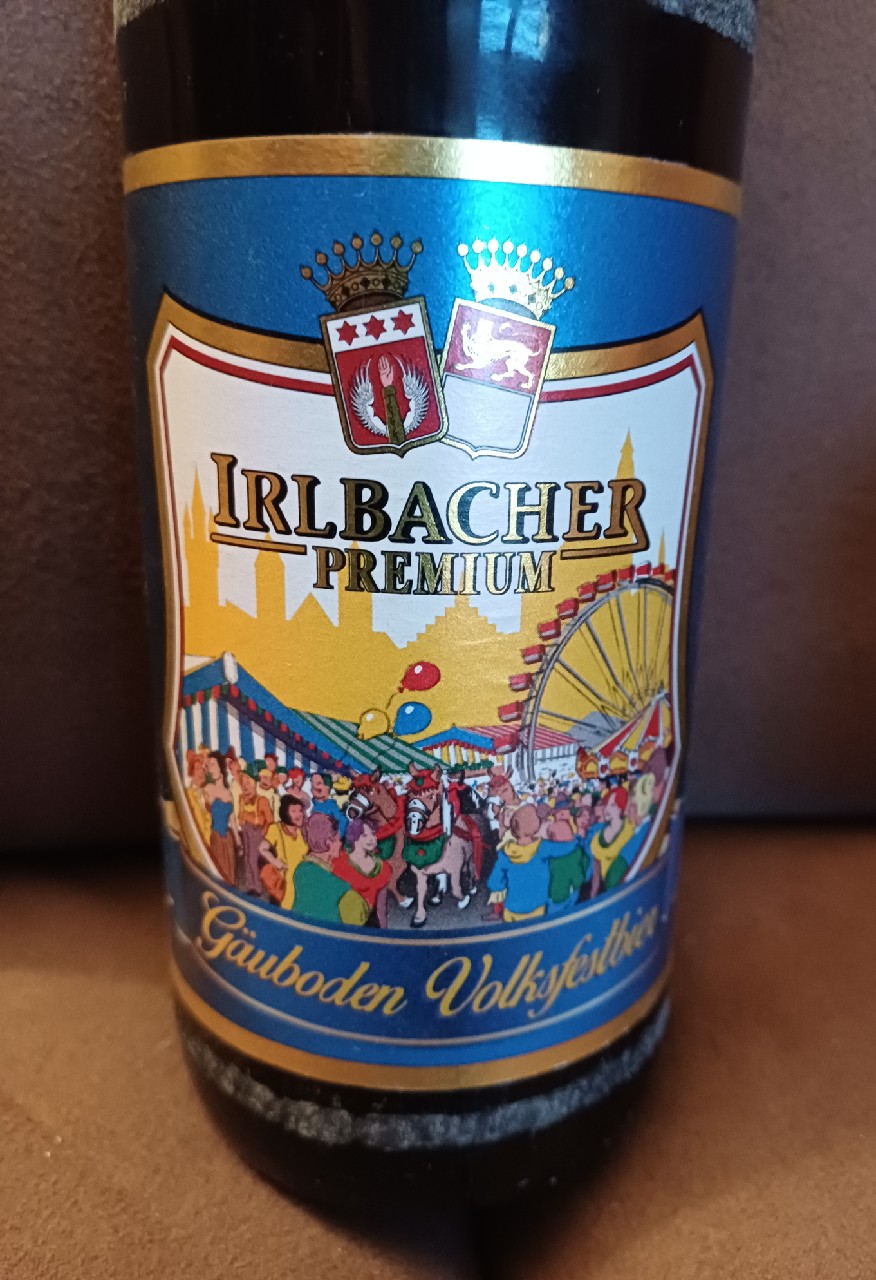 IRLBACHER
PREMIUM
Gäuboden Volksfestbier